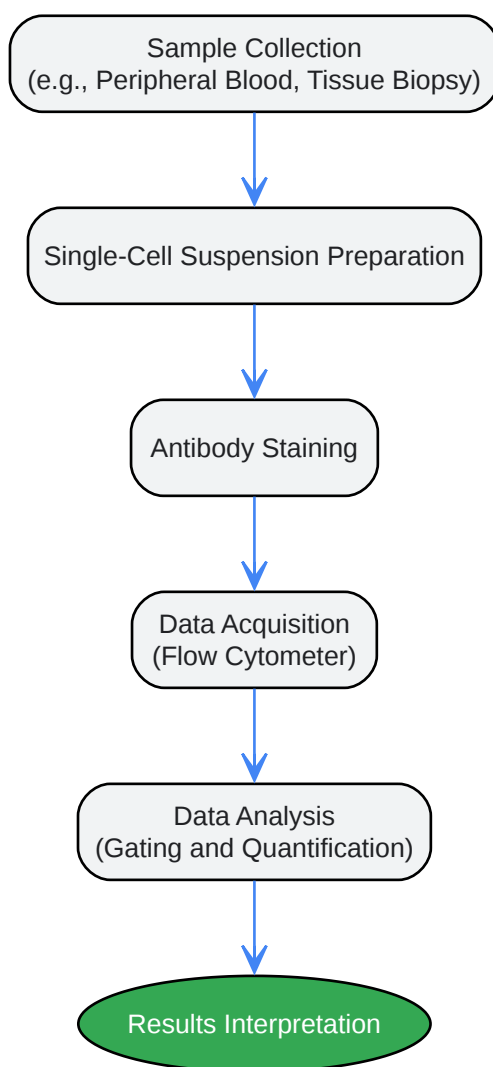 Sample Collection
(e.g., Peripheral Blood, Tissue Biopsy)
Single-Cell Suspension Preparation
Antibody Staining
Data Acquisition
(Flow Cytometer)
Data Analysis
(Gating and Quantification)
Results Interpretation